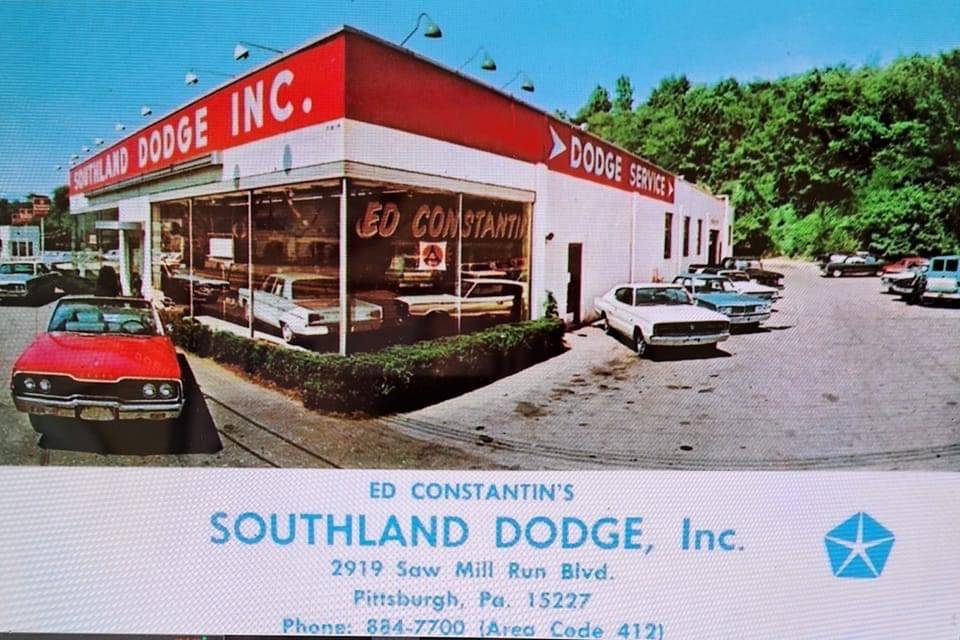 SOUTHLAND DODGE INC.
DODGE SERVICE
ED CONSTANTIN
ED CONSTANTIN'S
SOUTHLAND DODGE, Inc.
2919 Saw Mill Run Blvd.
Pittsburgh, Pa. 15227
Phone: 884-7700 (Area Code 412)